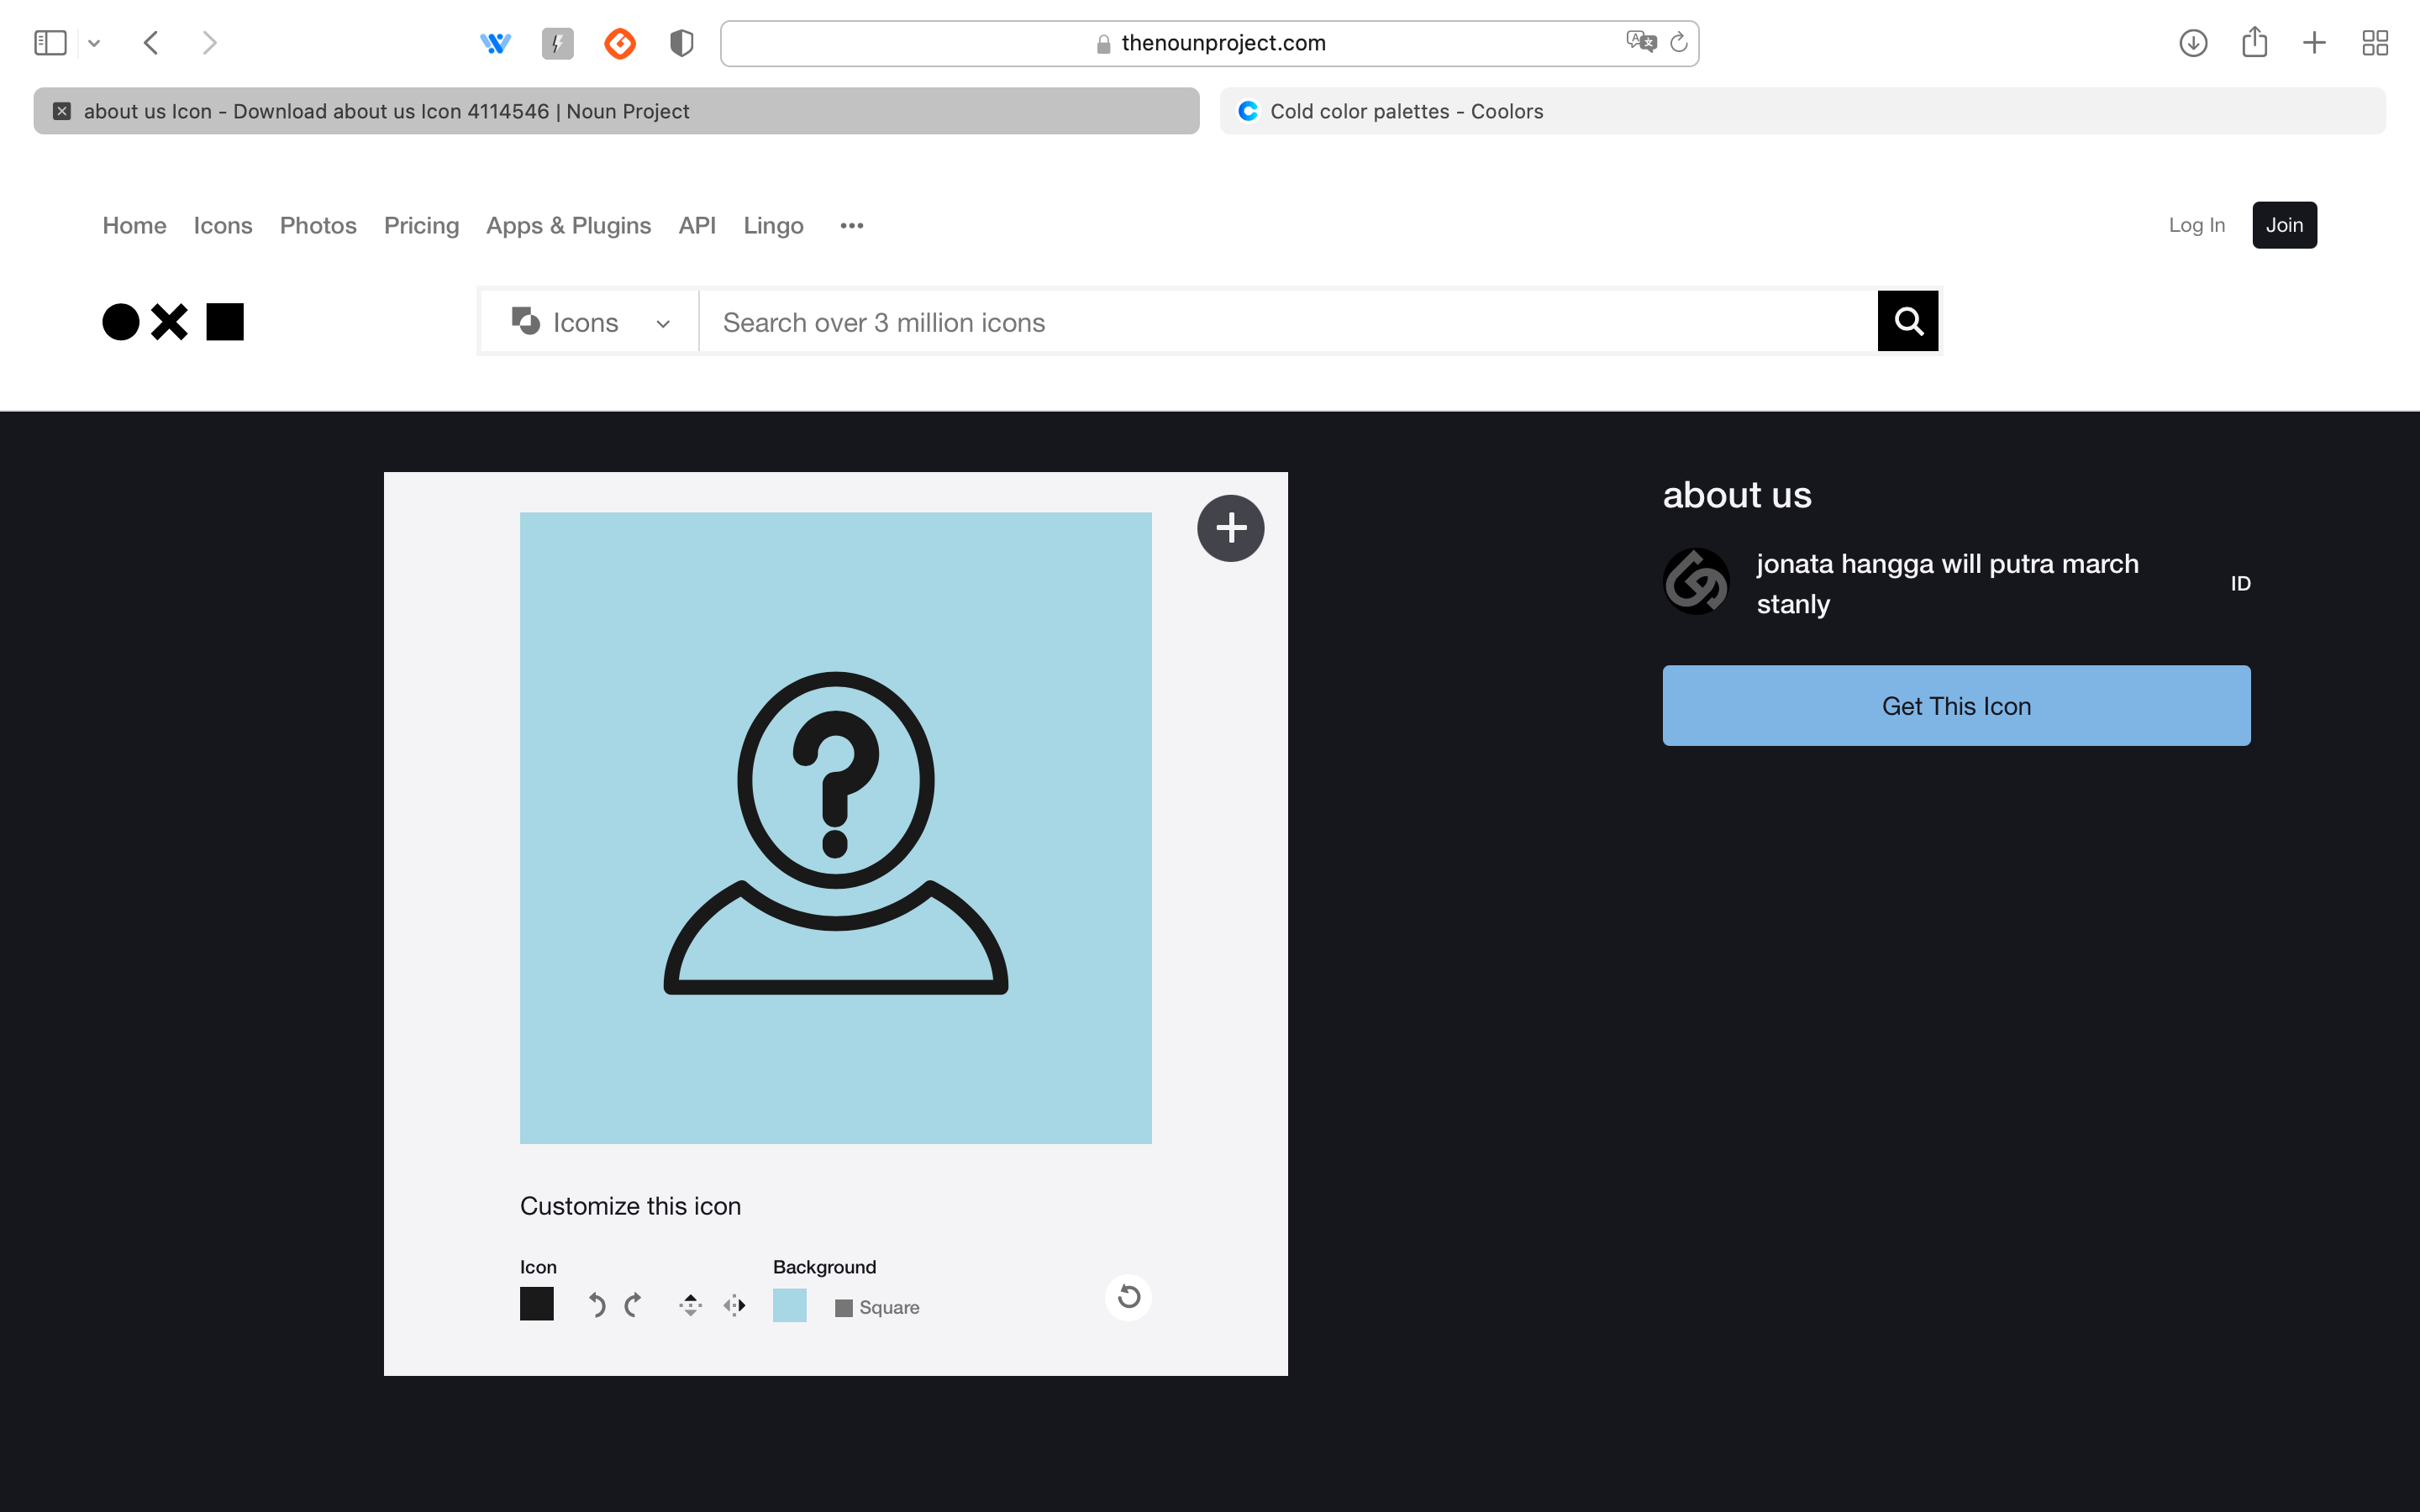 thenounproject.com
about us Icon - Download about us Icon 4114546 | Noun Project
Cold color palettes - Coolors
Home Icons Photos Pricing Apps & Plugins API Lingo •••
Log In Join
Icons Search over 3 million icons
about us
jonata hangga will putra march
stanly
ID
Get This Icon
?
Customize this icon
Icon Background
Square